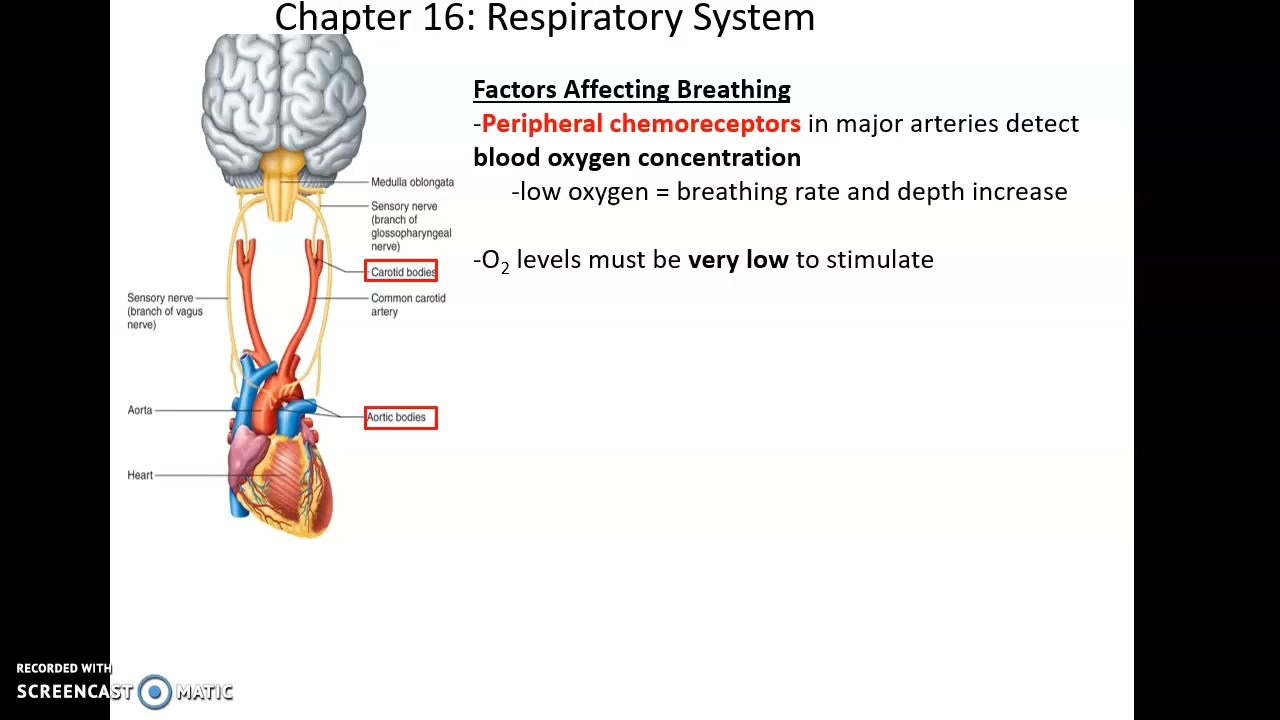 Chapter 16: Respiratory System
Factors Affecting Breathing
-Peripheral chemoreceptors in major arteries detect
blood oxygen concentration
-low oxygen = breathing rate and depth increase
-O₂ levels must be very low to stimulate
Medulla oblongata
Sensory nerve
(branch of
glossopharyngeal
nerve)
Carotid bodies
Sensory nerve
(branch of vagus
nerve)
Common carotid
artery
Aorta
Aortic bodies
Heart
RECORDED WITH
SCREENCAST MATIC